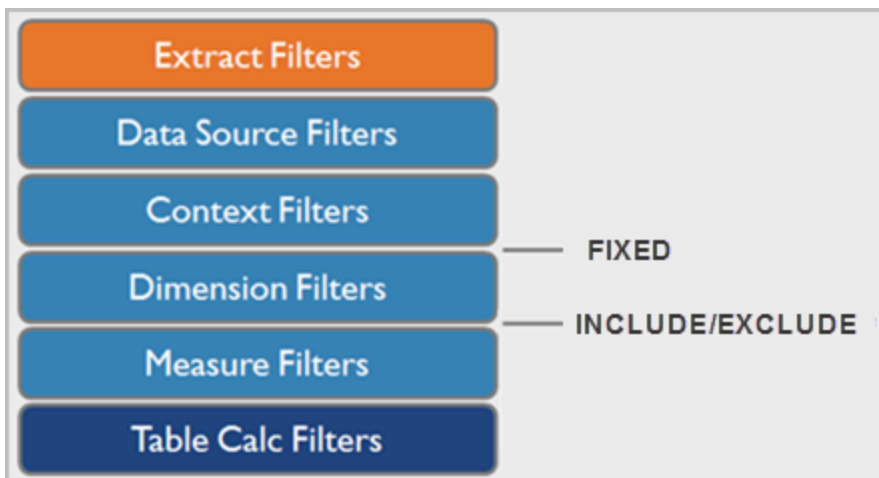 Extract Filters
Data Source Filters
Context Filters
FIXED
Dimension Filters
INCLUDE/EXCLUDE
Measure Filters
Table Calc Filters